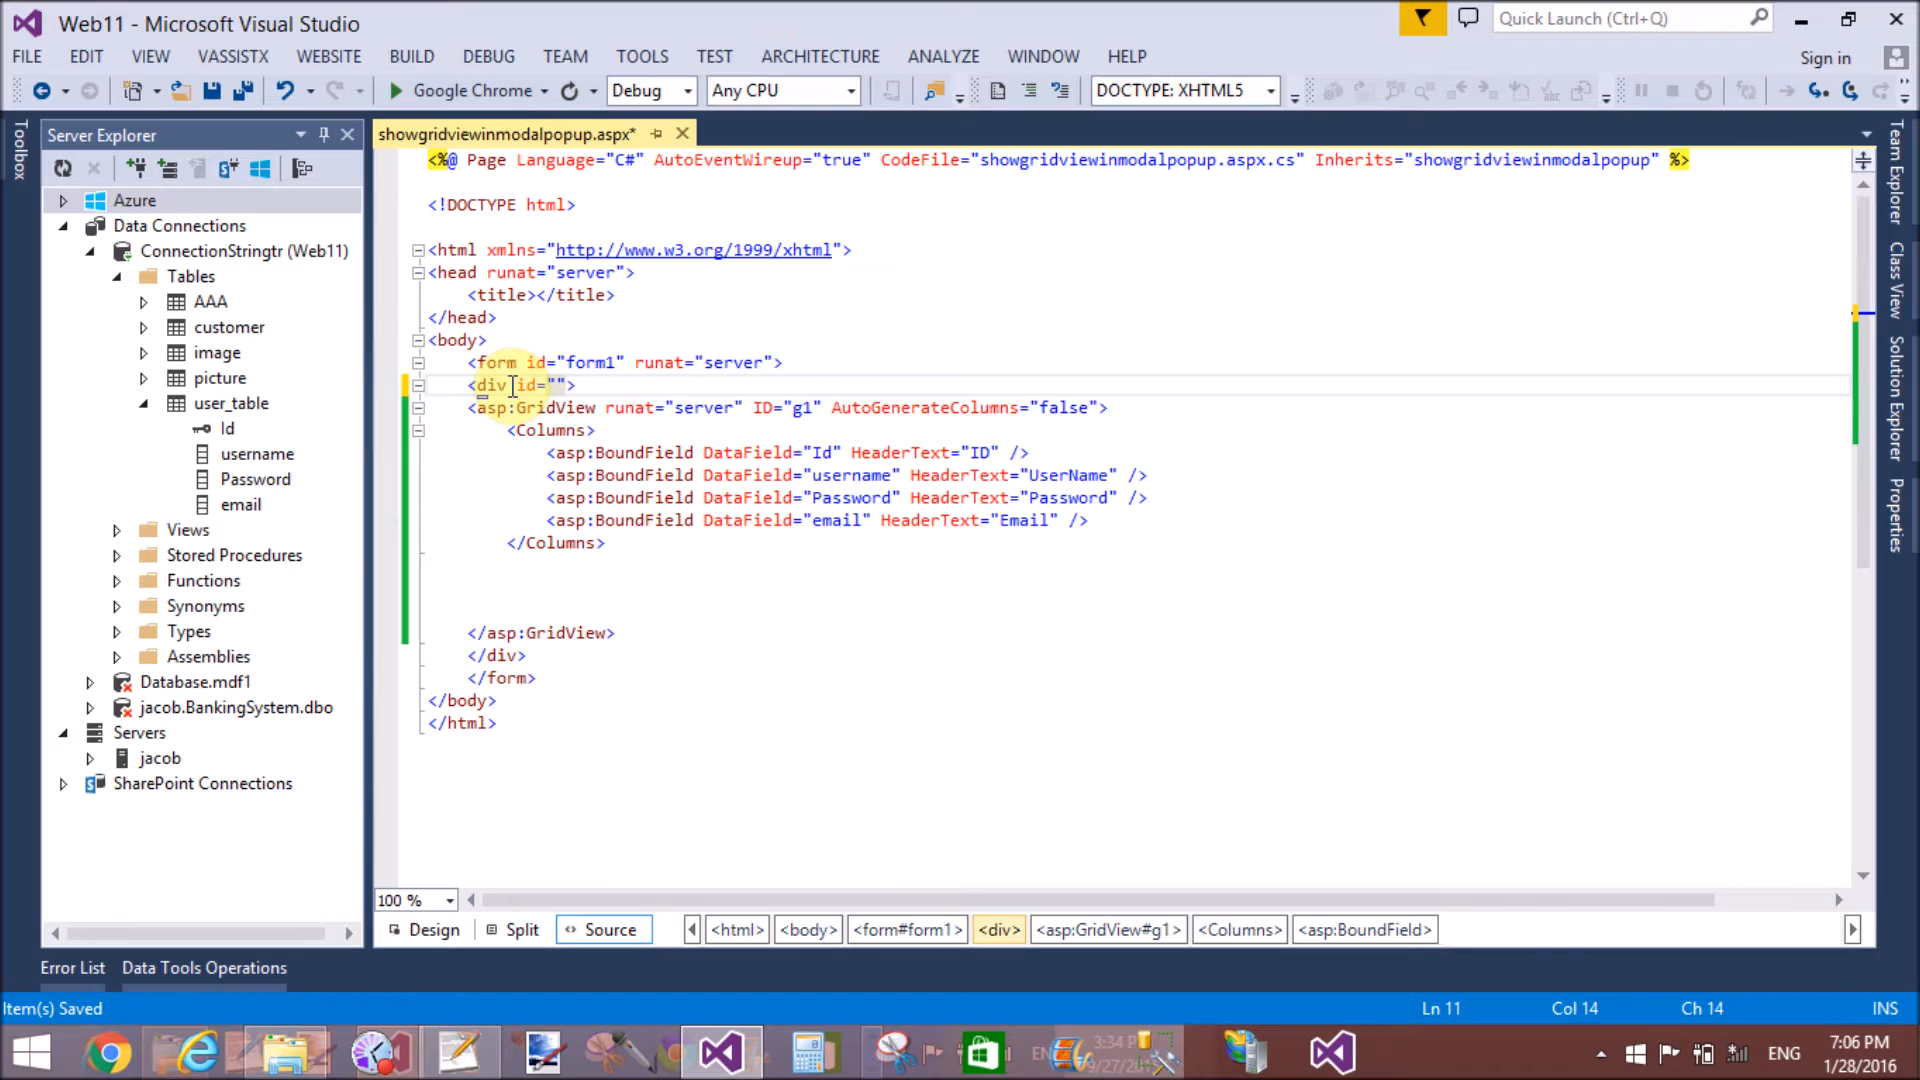 Web11 - Microsoft Visual Studio
Quick Launch (Ctrl+Q)
FILE EDIT VIEW VASSISTX WEBSITE BUILD DEBUG TEAM TOOLS TEST ARCHITECTURE ANALYZE WINDOW HELP
Sign in
Google Chrome Debug Any CPU DOCTYPE: XHTML5
Toolbox
Server Explorer
Azure
Data Connections
ConnectionStringtr (Web11)
Tables
AAA
customer
image
picture
user_table
Id
username
Password
email
Views
Stored Procedures
Functions
Synonyms
Types
Assemblies
Database.mdf1
jacob.BankingSystem.dbo
Servers
jacob
SharePoint Connections
showgridviewinmodalpopup.aspx*
<%@ Page Language="C#" AutoEventWireup="true" CodeFile="showgridviewinmodalpopup.aspx.cs" Inherits="showgridviewinmodalpopup" %>
<!DOCTYPE html>
<html xmlns="http://www.w3.org/1999/xhtml">
<head runat="server">
<title></title>
</head>
<body>
<form id="form1" runat="server">
<div id="">
<asp:GridView runat="server" ID="g1" AutoGenerateColumns="false">
<Columns>
<asp:BoundField DataField="Id" HeaderText="ID" />
<asp:BoundField DataField="username" HeaderText="UserName" />
<asp:BoundField DataField="Password" HeaderText="Password" />
<asp:BoundField DataField="email" HeaderText="Email" />
</Columns>
</asp:GridView>
</div>
</form>
</body>
</html>
100 %
Design Split Source <html> <body> <form#form1> <div> <asp:GridView#g1> <Columns> <asp:BoundField>
Team Explorer
Class View
Solution Explorer
Properties
Error List Data Tools Operations
Item(s) Saved Ln 11 Col 14 Ch 14 INS
3:34 P
ENG
7:06 PM
1/28/2016